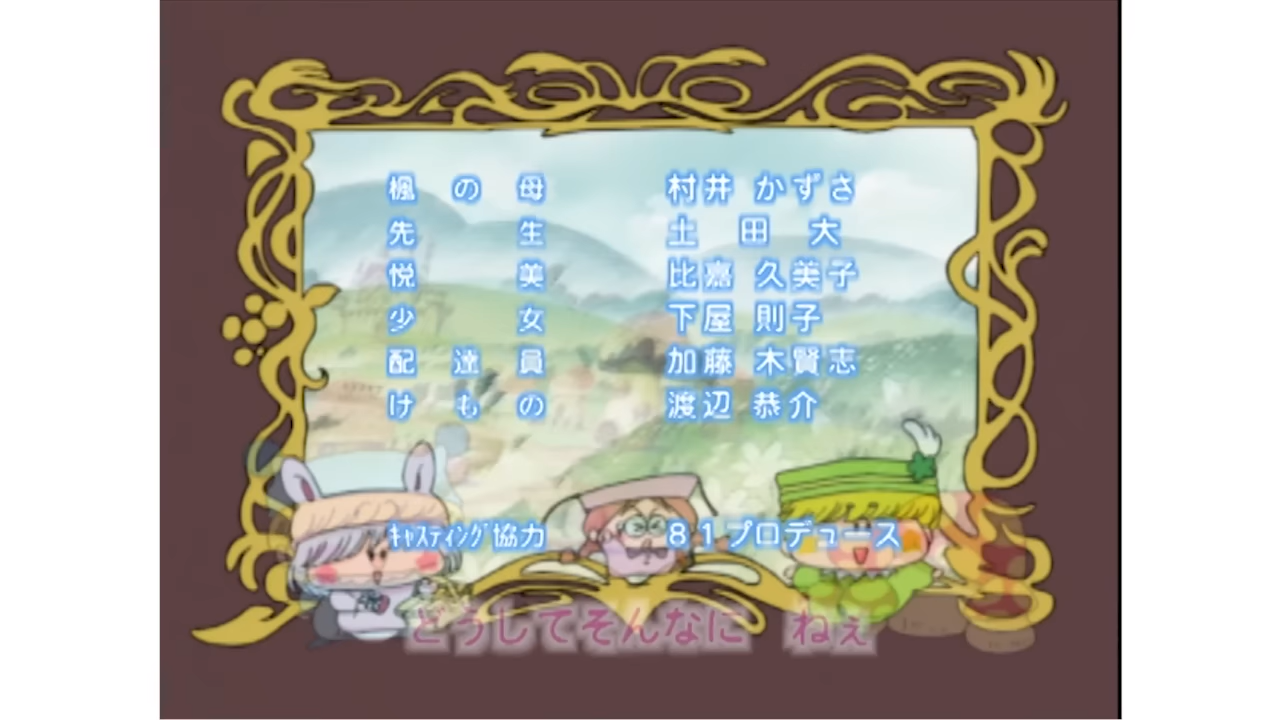 楓の母 村井 かずさ
先生 土田大
悦美 比嘉 久美子
少女 下屋 則子
配達員 加藤 木賢志
けもの 渡辺 恭介
ｷｬｽﾃｨﾝｸﾞ協力 81プロデュース
どうしてそんなに ねぇ